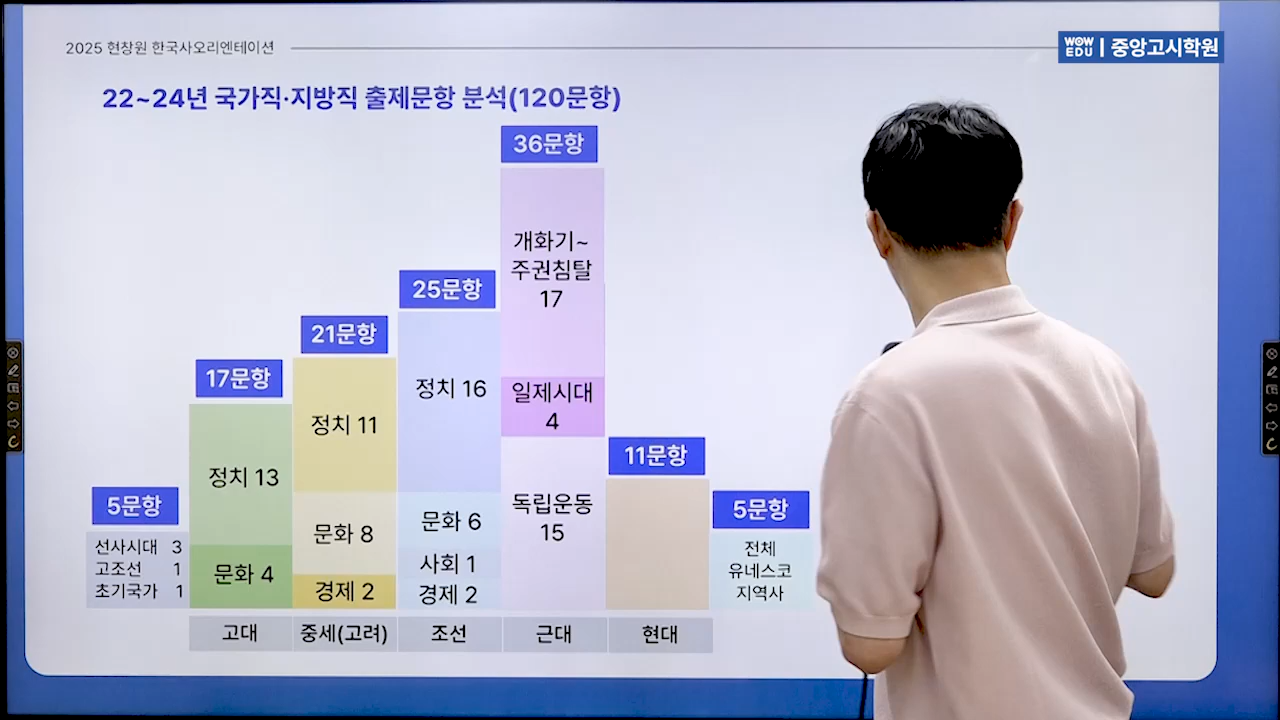 2025 현창원 한국사오리엔테이션
WOW EDU | 중앙고시학원
22~24년 국가직·지방직 출제문항 분석(120문항)
5문항
선사시대 3
고조선 1
초기국가 1
17문항
정치 13
문화 4
고대
21문항
정치 11
문화 8
경제 2
중세(고려)
25문항
정치 16
문화 6
사회 1
경제 2
조선
36문항
개화기~
주권침탈
17
일제시대
4
독립운동
15
근대
11문항
현대
5문항
전체
유네스코
지역사